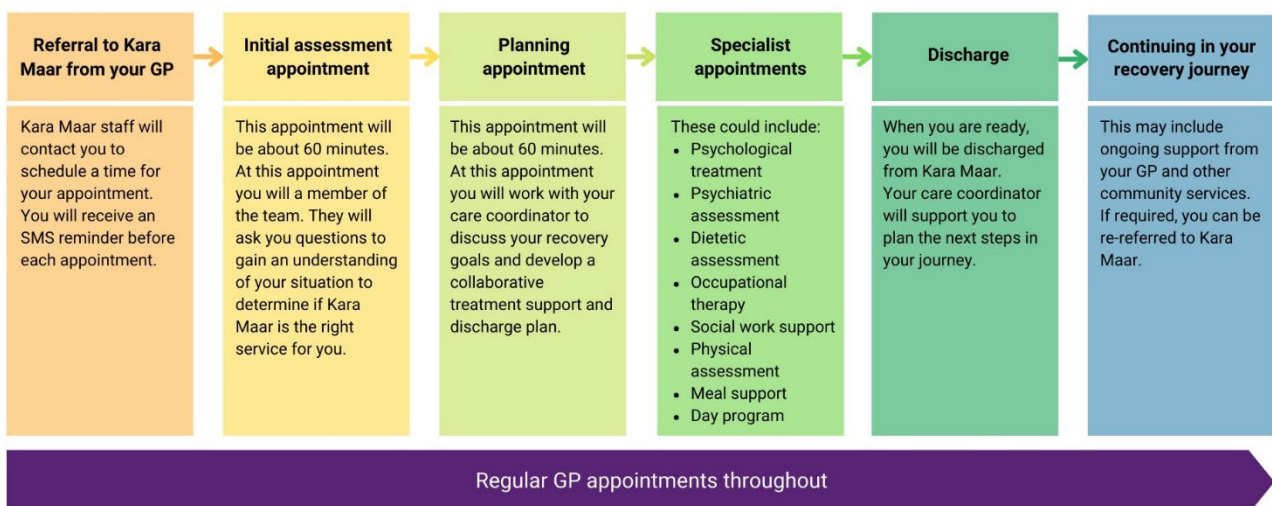 Referral to Kara
Maar from your GP
Kara Maar staff will
contact you to
schedule a time for
your appointment.
You will receive an
SMS reminder before
each appointment.
Initial assessment
appointment
This appointment will
be about 60 minutes.
At this appointment
you will a member of
the team. They will
ask you questions to
gain an understanding
of your situation to
determine if Kara
Maar is the right
service for you.
Planning
appointment
This appointment will
be about 60 minutes.
At this appointment
you will work with your
care coordinator to
discuss your recovery
goals and develop a
collaborative
treatment support and
discharge plan.
Specialist
appointments
These could include:
• Psychological
treatment
• Psychiatric
assessment
• Dietetic
assessment
• Occupational
therapy
• Social work support
• Physical
assessment
• Meal support
• Day program
Discharge
When you are ready,
you will be discharged
from Kara Maar.
Your care coordinator
will support you to
plan the next steps in
your journey.
Continuing in your
recovery journey
This may include
ongoing support from
your GP and other
community services.
If required, you can be
re-referred to Kara
Maar.
Regular GP appointments throughout